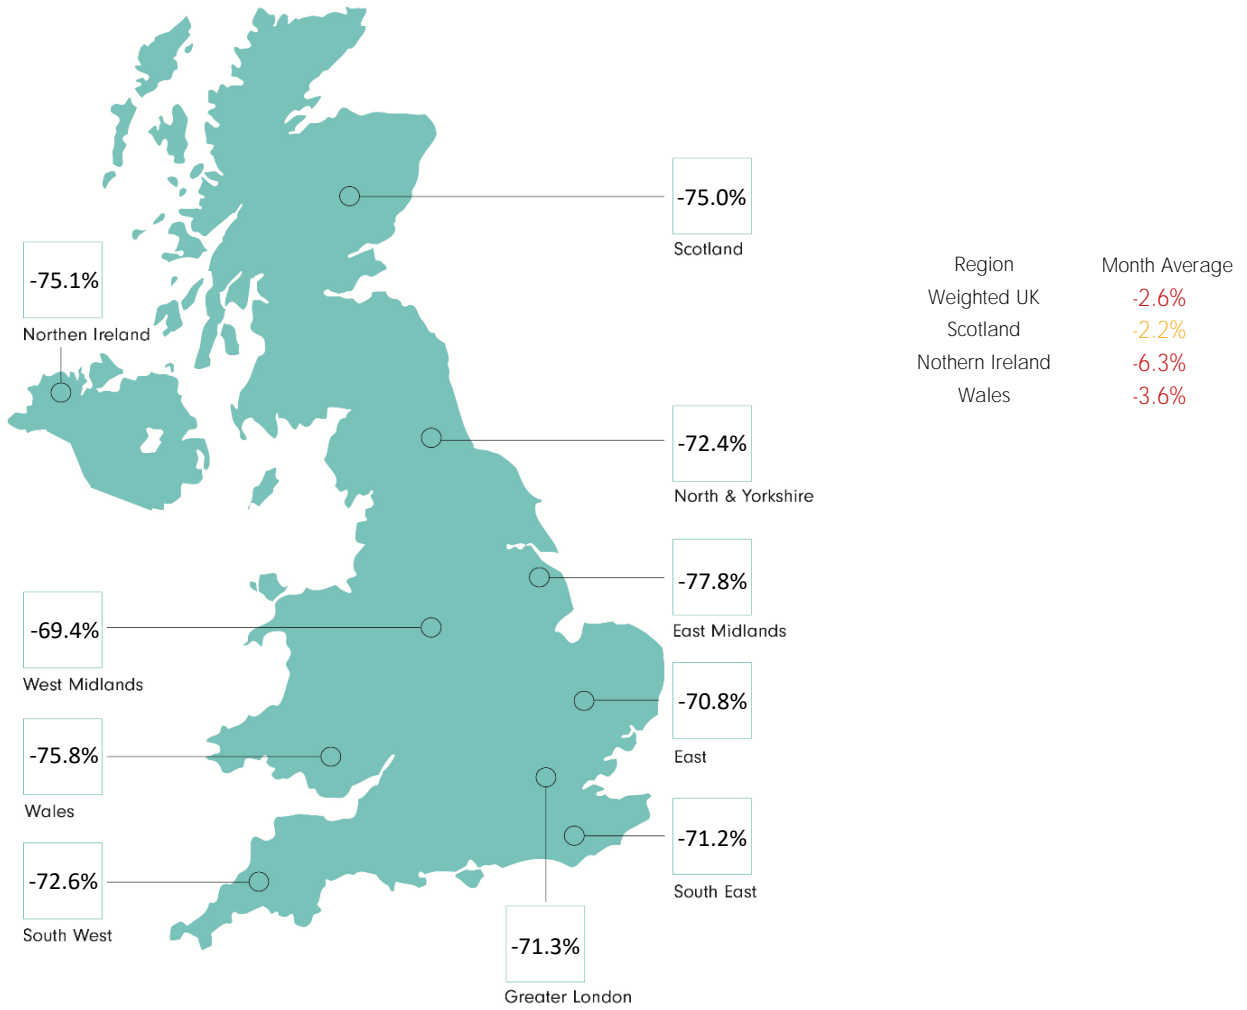 -75.0%
Scotland
-75.1%
Northen Ireland
-72.4%
North & Yorkshire
-77.8%
East Midlands
-69.4%
West Midlands
-70.8%
East
-75.8%
Wales
-71.2%
South East
-72.6%
South West
-71.3%
Greater London
Region Month Average
Weighted UK -2.6%
Scotland -2.2%
Nothern Ireland -6.3%
Wales -3.6%